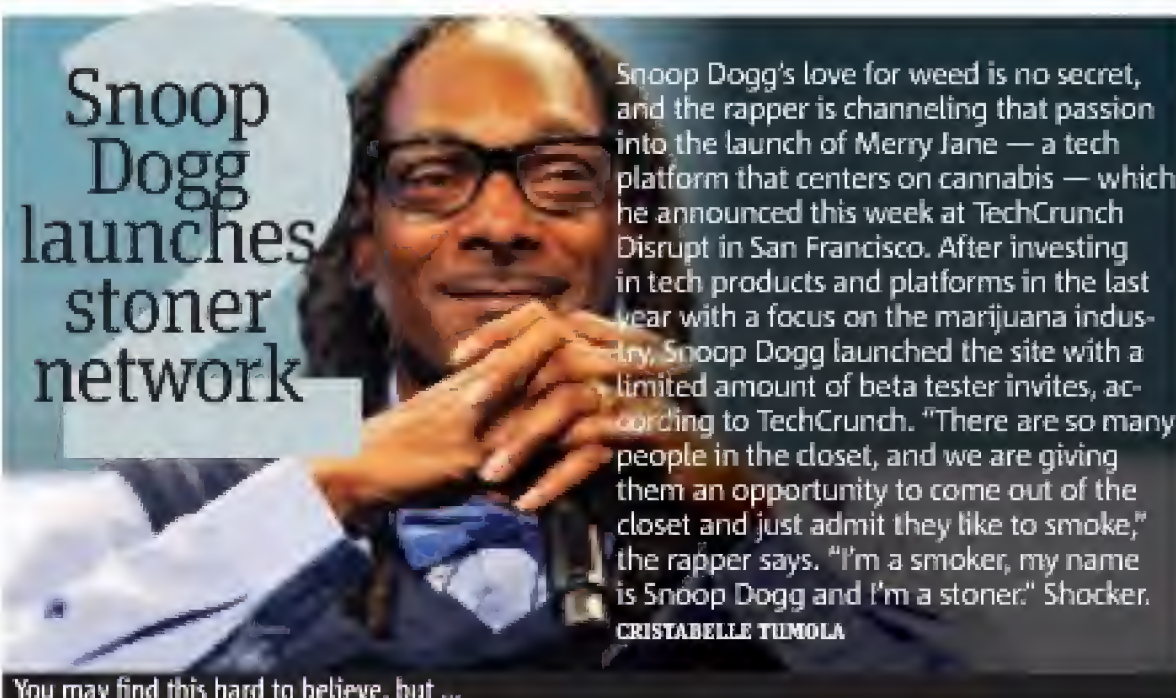 2
Snoop
Dogg
launches
stoner
network
Snoop Dogg's love for weed is no secret,
and the rapper is channeling that passion
into the launch of Merry Jane — a tech
platform that centers on cannabis — which
he announced this week at TechCrunch
Disrupt in San Francisco. After investing
in tech products and platforms in the last
year with a focus on the marijuana indus-
try, Snoop Dogg launched the site with a
limited amount of beta tester invites, ac-
cording to TechCrunch. “There are so many
people in the closet, and we are giving
them an opportunity to come out of the
closet and just admit they like to smoke,”
the rapper says. “I’m a smoker, my name
is Snoop Dogg and I’m a stoner.” Shocker.
CRISTABELLE TUMOLA
You may find this hard to believe, but ...